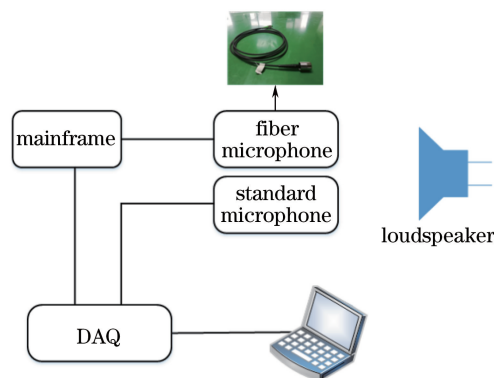 mainframe
fiber
microphone
standard
microphone
loudspeaker
DAQ